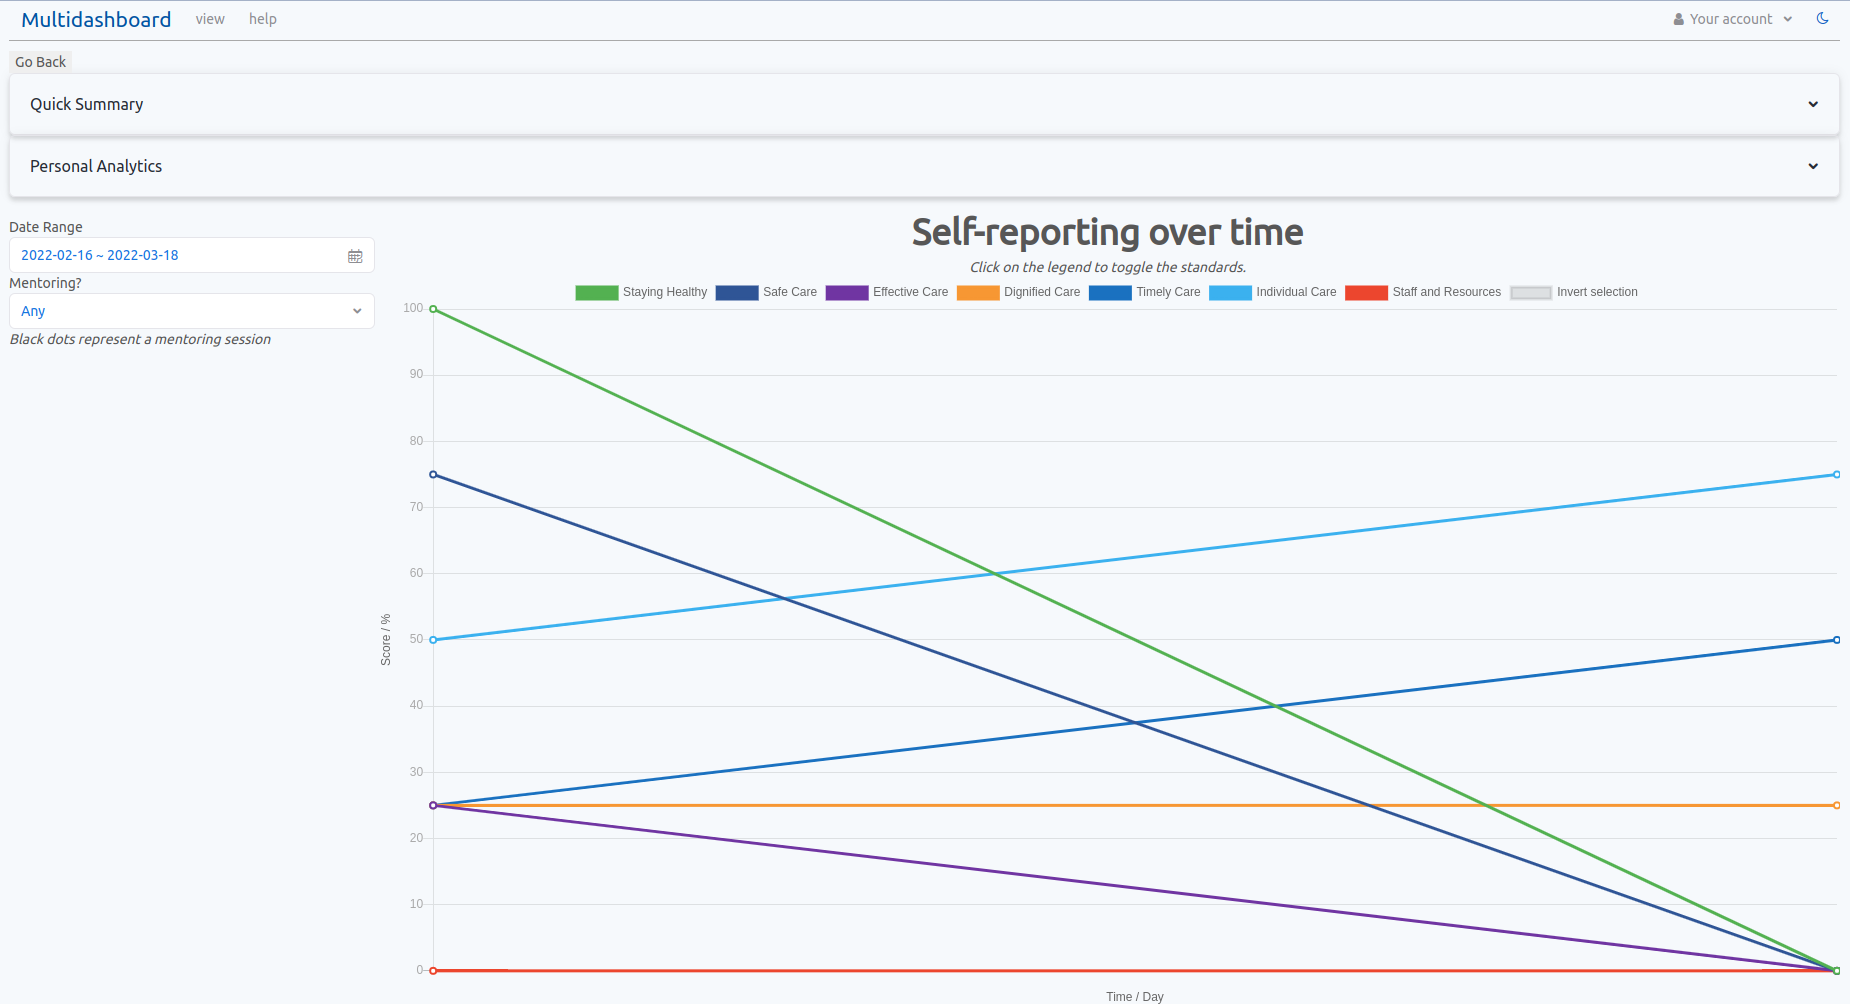 Multidashboard view help Your account
Go Back
Quick Summary
Personal Analytics
Date Range
2022-02-16 ~ 2022-03-18
Mentoring?
Any
Black dots represent a mentoring session
Self-reporting over time
Click on the legend to toggle the standards.
Staying Healthy Safe Care Effective Care Dignified Care Timely Care Individual Care Staff and Resources Invert selection
100
90
80
70
60
50
40
30
20
10
0
Score / %
Time / Day